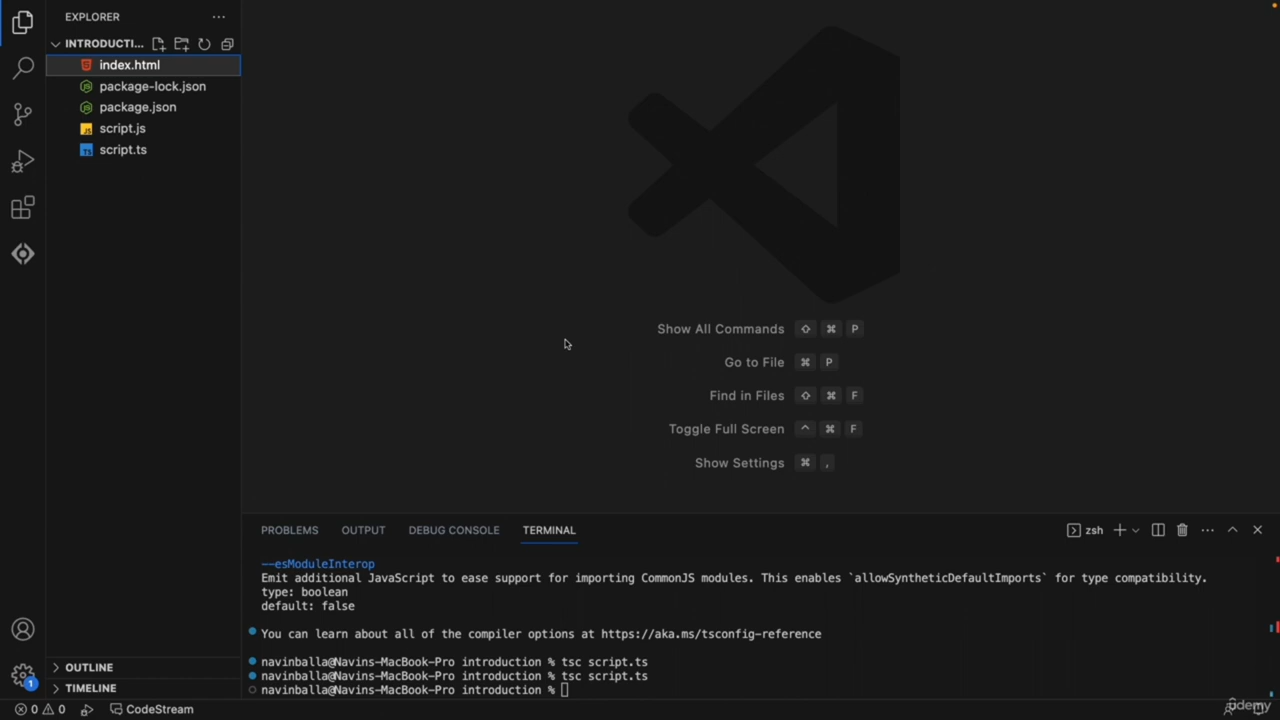 EXPLORER
INTRODUCTI...
index.html
package-lock.json
package.json
JS script.js
TS script.ts
Show All Commands ⇧ ⌘ P
Go to File ⌘ P
Find in Files ⇧ ⌘ F
Toggle Full Screen ^ ⌘ F
Show Settings ⌘ ,
PROBLEMS OUTPUT DEBUG CONSOLE TERMINAL zsh
--esModuleInterop
Emit additional JavaScript to ease support for importing CommonJS modules. This enables `allowSyntheticDefaultImports` for type compatibility.
type: boolean
default: false
You can learn about all of the compiler options at https://aka.ms/tsconfig-reference
navinballa@Navins-MacBook-Pro introduction % tsc script.ts
navinballa@Navins-MacBook-Pro introduction % tsc script.ts
navinballa@Navins-MacBook-Pro introduction %
OUTLINE
TIMELINE
1
0 0 CodeStream
ûdemy